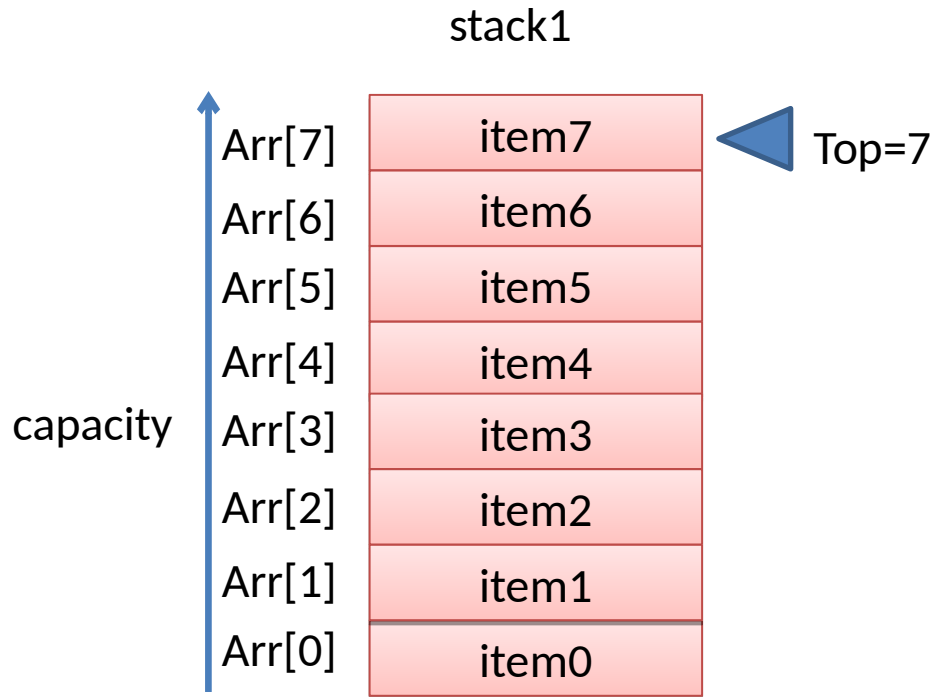 stack1
Arr[7] item7 Top=7
Arr[6] item6
Arr[5] item5
Arr[4] item4
capacity Arr[3] item3
Arr[2] item2
Arr[1] item1
Arr[0] item0